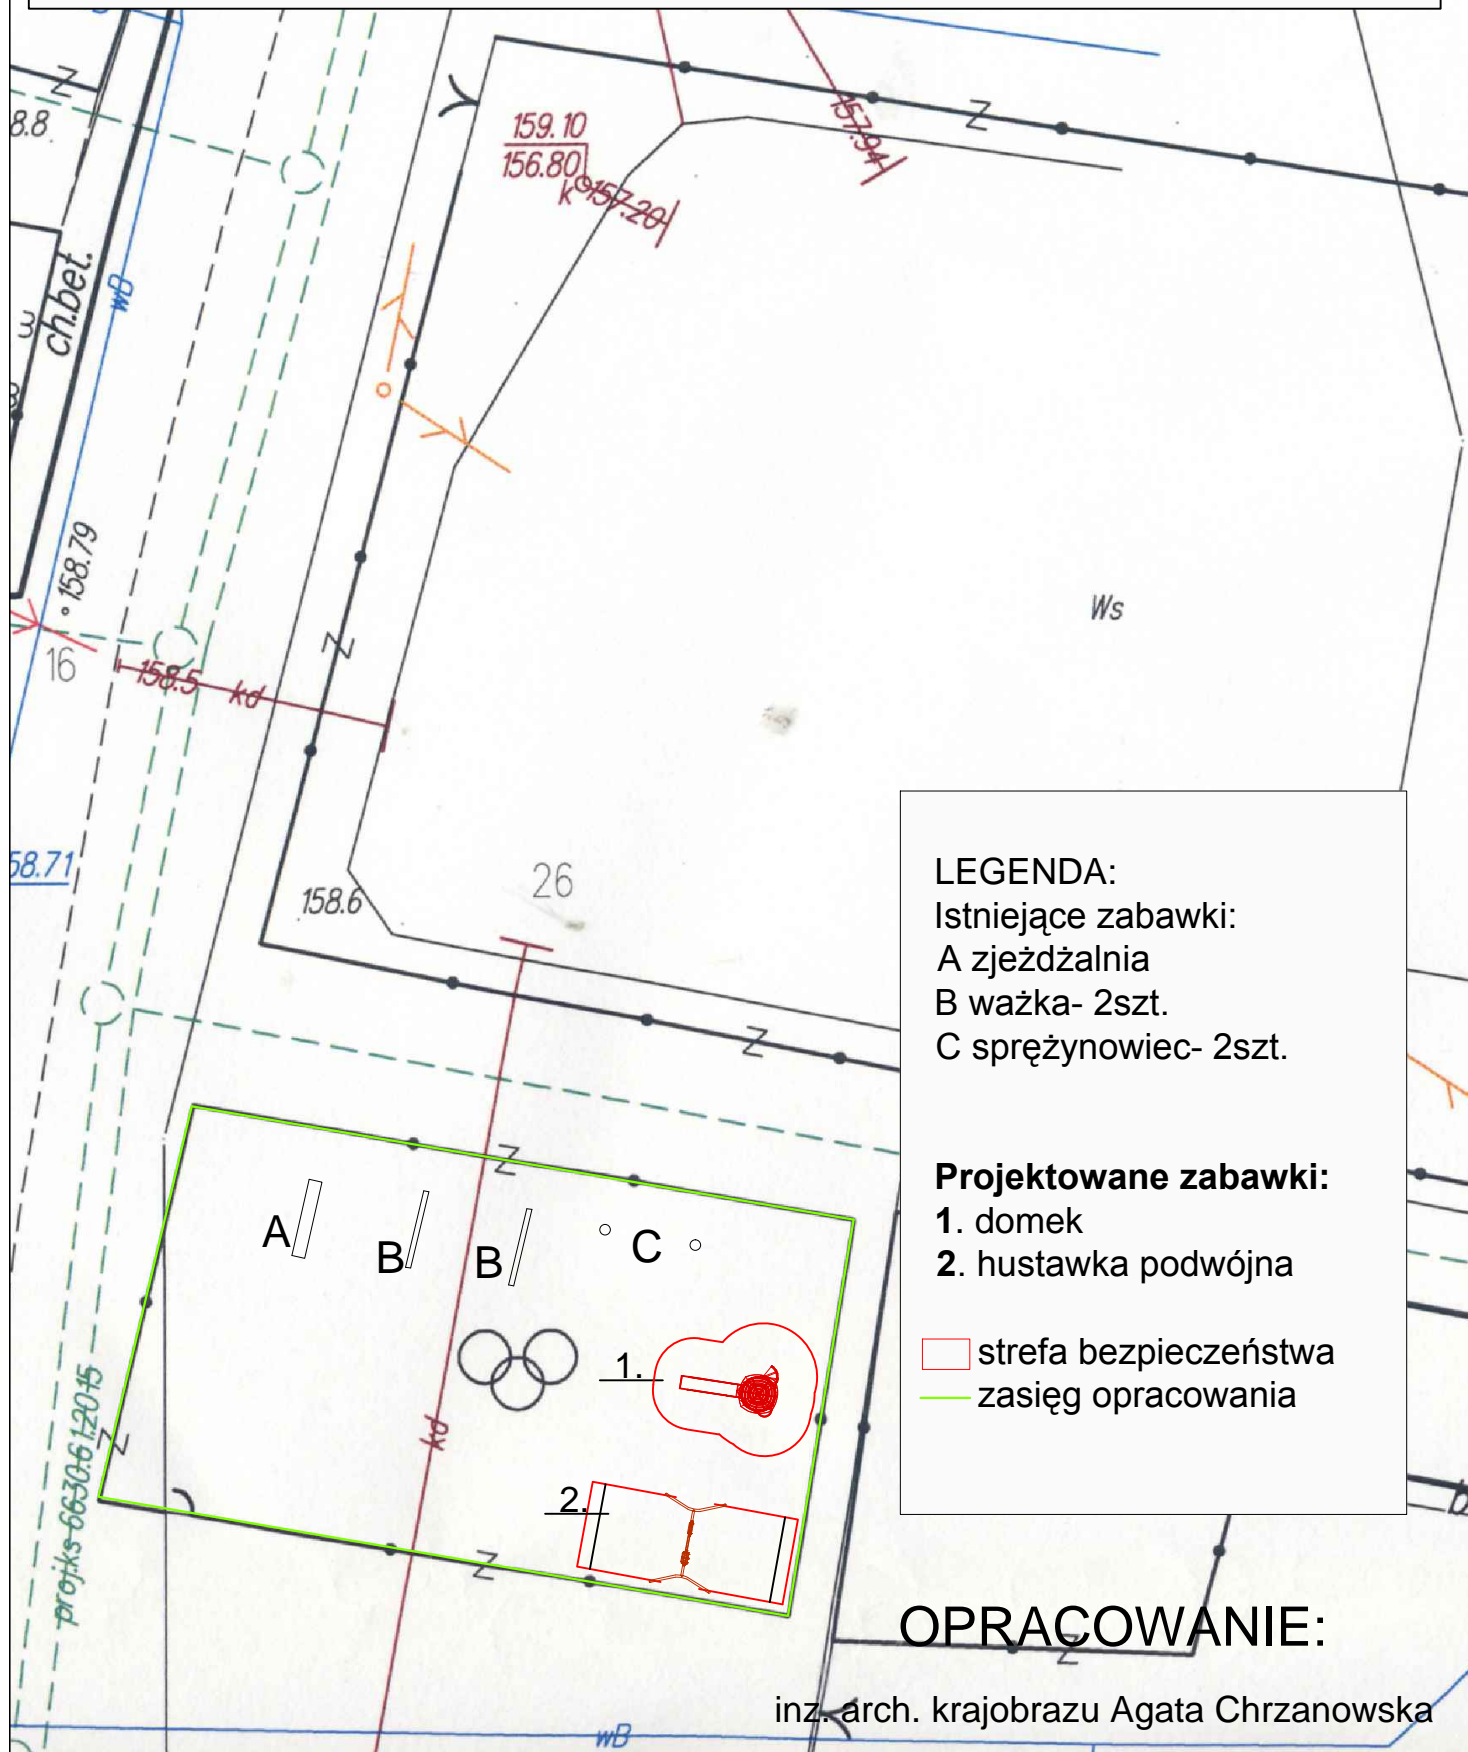 Z
8.8
159.10
156.80
k 157.20
157.94
Z
ch.bet.
wB
3
158.79
16
158.5 kd
Z
Ws
58.71
158.6
26
Z
LEGENDA:
Istniejące zabawki:
A zjeżdżalnia
B ważka- 2szt.
C sprężynowiec- 2szt.
Projektowane zabawki:
1. domek
2. hustawka podwójna
strefa bezpieczeństwa
zasięg opracowania
Z
A
B
B
C
1.
2.
kd
Z
Z
proj.ks 6630.61.2015
b
Z
OPRACOWANIE:
inz. arch. krajobrazu Agata Chrzanowska
wB